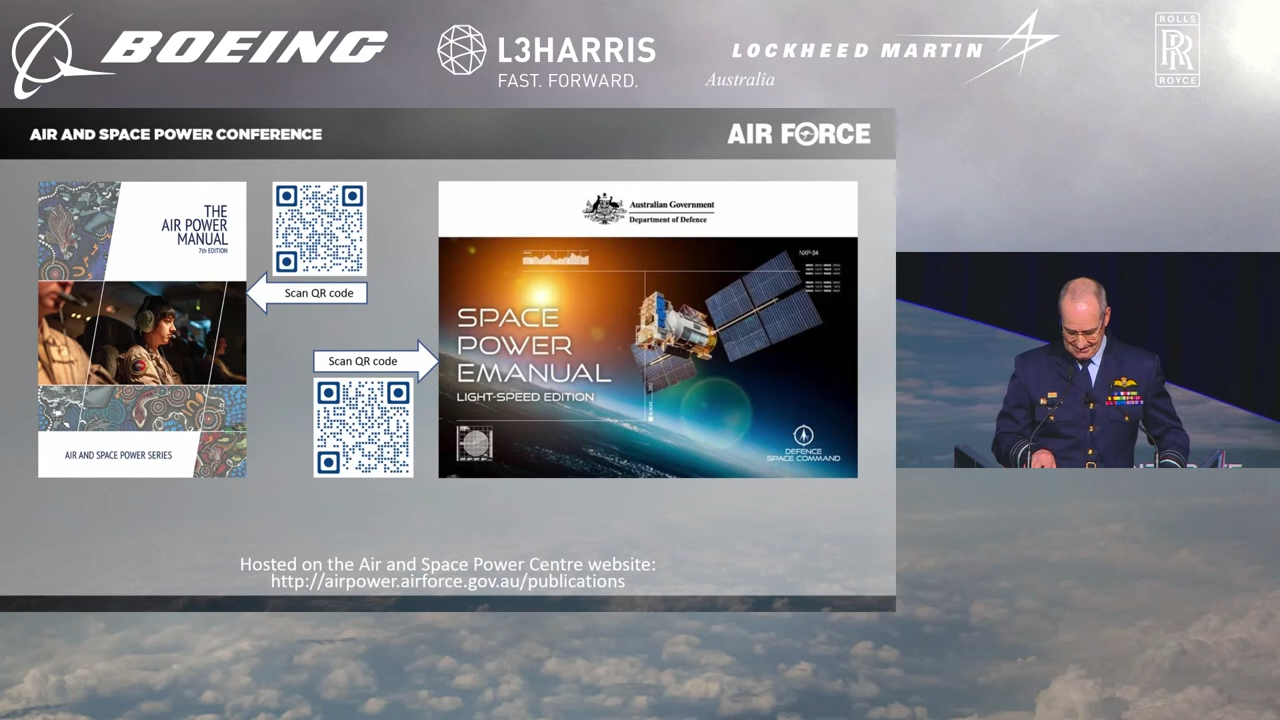 BOEING
L3HARRIS
FAST. FORWARD.
LOCKHEED MARTIN
Australia
ROLLS
RR
ROYCE
AIR AND SPACE POWER CONFERENCE
AIR FORCE
THE
AIR POWER
MANUAL
7th EDITION
AIR AND SPACE POWER SERIES
Scan QR code
Scan QR code
Australian Government
Department of Defence
NXP-34
SPACE
POWER
EMANUAL
LIGHT-SPEED EDITION
DEFENCE
SPACE COMMAND
Hosted on the Air and Space Power Centre website:
http://airpower.airforce.gov.au/publications